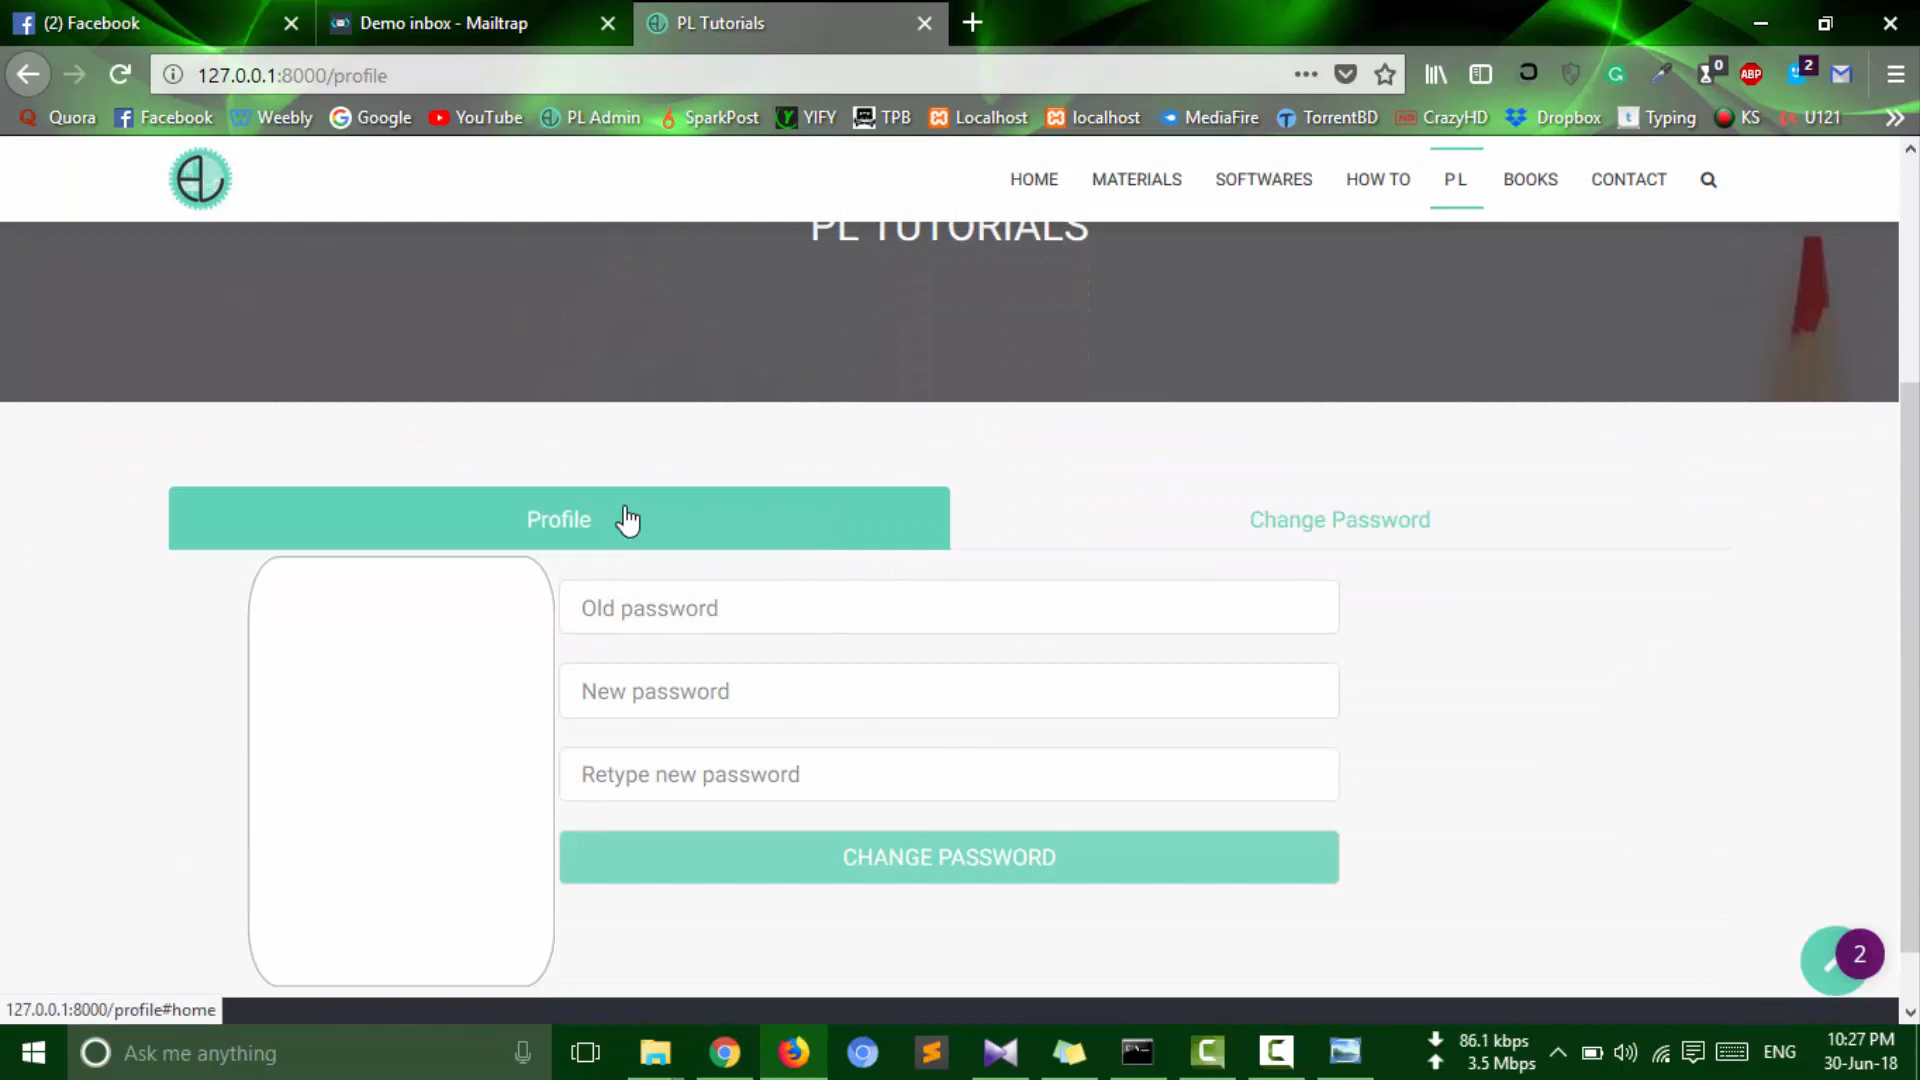 (2) Facebook
Demo inbox - Mailtrap
PL Tutorials
127.0.0.1:8000/profile
0
ABP
2
Quora
Facebook
Weebly
Google
YouTube
PL Admin
SparkPost
YIFY
TPB
Localhost
localhost
MediaFire
TorrentBD
CrazyHD
Dropbox
Typing
KS
U121
HOME
MATERIALS
SOFTWARES
HOW TO
P L
BOOKS
CONTACT
PL TUTORIALS
Profile
Change Password
Old password
New password
Retype new password
CHANGE PASSWORD
2
127.0.0.1:8000/profile#home
Ask me anything
86.1 kbps
3.5 Mbps
ENG
10:27 PM
30-Jun-18